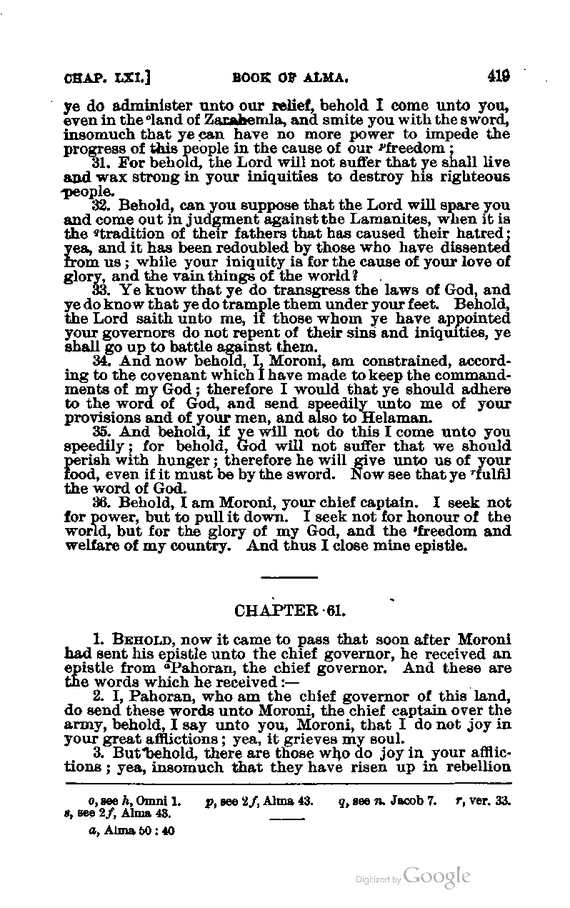 CHAP. LXI.] BOOK OF ALMA. 419
ye do administer unto our relief, behold I come unto you,
even in the °land of Zarahemla, and smite you with the sword,
insomuch that ye can have no more power to impede the
progress of this people in the cause of our ᵖfreedom;
31. For behold, the Lord will not suffer that ye shall live
and wax strong in your iniquities to destroy his righteous
people.
32. Behold, can you suppose that the Lord will spare you
and come out in judgment against the Lamanites, when it is
the ᑫtradition of their fathers that has caused their hatred;
yea, and it has been redoubled by those who have dissented
from us; while your iniquity is for the cause of your love of
glory, and the vain things of the world?
33. Ye know that ye do transgress the laws of God, and
ye do know that ye do trample them under your feet. Behold,
the Lord saith unto me, if those whom ye have appointed
your governors do not repent of their sins and iniquities, ye
shall go up to battle against them.
34. And now behold, I, Moroni, am constrained, accord-
ing to the covenant which I have made to keep the command-
ments of my God; therefore I would that ye should adhere
to the word of God, and send speedily unto me of your
provisions and of your men, and also to Helaman.
35. And behold, if ye will not do this I come unto you
speedily; for behold, God will not suffer that we should
perish with hunger; therefore he will give unto us of your
food, even if it must be by the sword. Now see that ye ʳfulfil
the word of God.
36. Behold, I am Moroni, your chief captain. I seek not
for power, but to pull it down. I seek not for honour of the
world, but for the glory of my God, and the ˢfreedom and
welfare of my country. And thus I close mine epistle.
CHAPTER 61.
1. BEHOLD, now it came to pass that soon after Moroni
had sent his epistle unto the chief governor, he received an
epistle from ᵃPahoran, the chief governor. And these are
the words which he received:—
2. I, Pahoran, who am the chief governor of this land,
do send these words unto Moroni, the chief captain over the
army, behold, I say unto you, Moroni, that I do not joy in
your great afflictions; yea, it grieves my soul.
3. But behold, there are those who do joy in your afflic-
tions; yea, insomuch that they have risen up in rebellion
o, see h, Omni 1. p, see 2f, Alma 43. q, see n. Jacob 7. r, ver. 33.
s, see 2f, Alma 43.
a, Alma 50 : 40
Digitized by Google